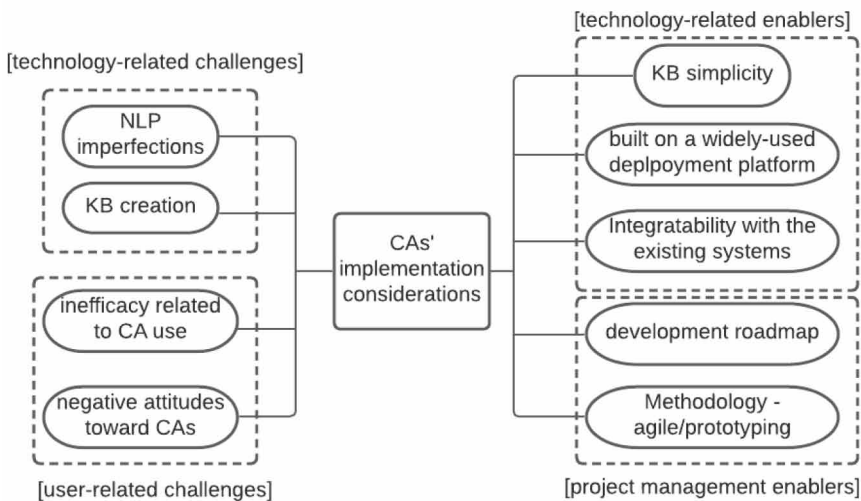 [technology-related challenges]
NLP
imperfections
KB creation
inefficacy related
to CA use
negative attitudes
toward CAs
[user-related challenges]
CAs'
implementation
considerations
[technology-related enablers]
KB simplicity
built on a widely-used
deplpoyment platform
Integratability with the
existing systems
development roadmap
Methodology -
agile/prototyping
[project management enablers]